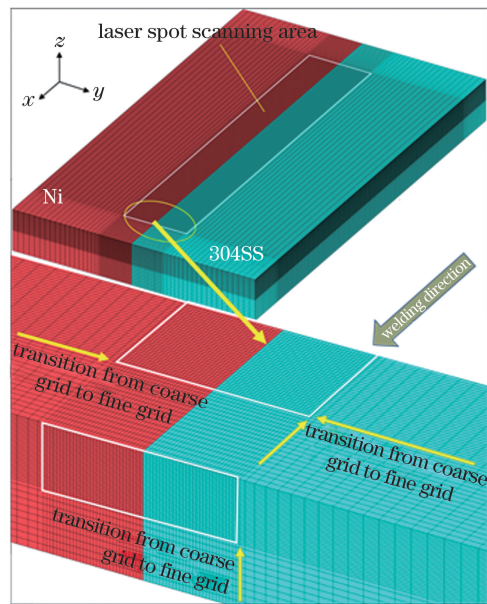 laser spot scanning area
z
x
y
Ni
304SS
welding direction
transition from coarse
grid to fine grid
transition from coarse
grid to fine grid
transition from coarse
grid to fine grid